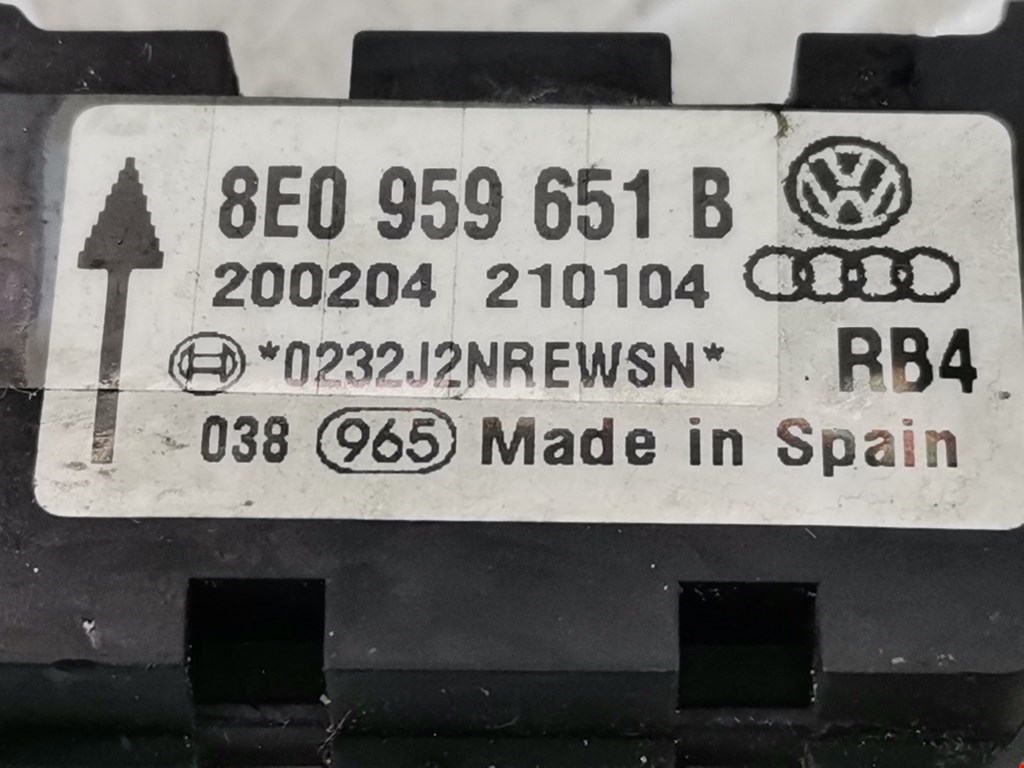 8E0 959 651 B
200204 210104
*0232J2NREWSN* RB4
038 965 Made in Spain